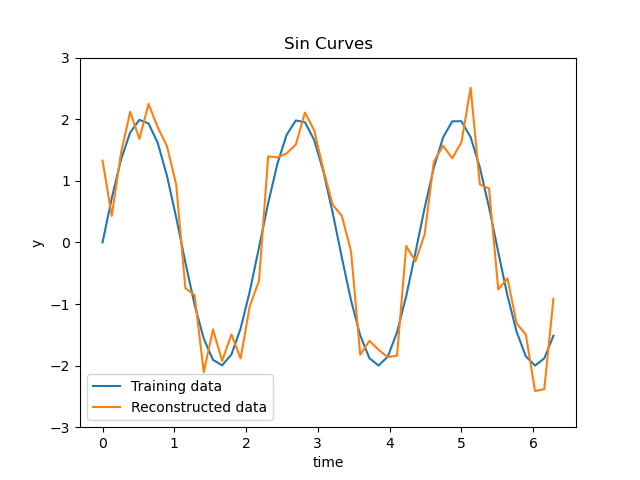 Sin Curves
3
2
1
0
−1
−2
−3
y
0 1 2 3 4 5 6
time
Training data
Reconstructed data